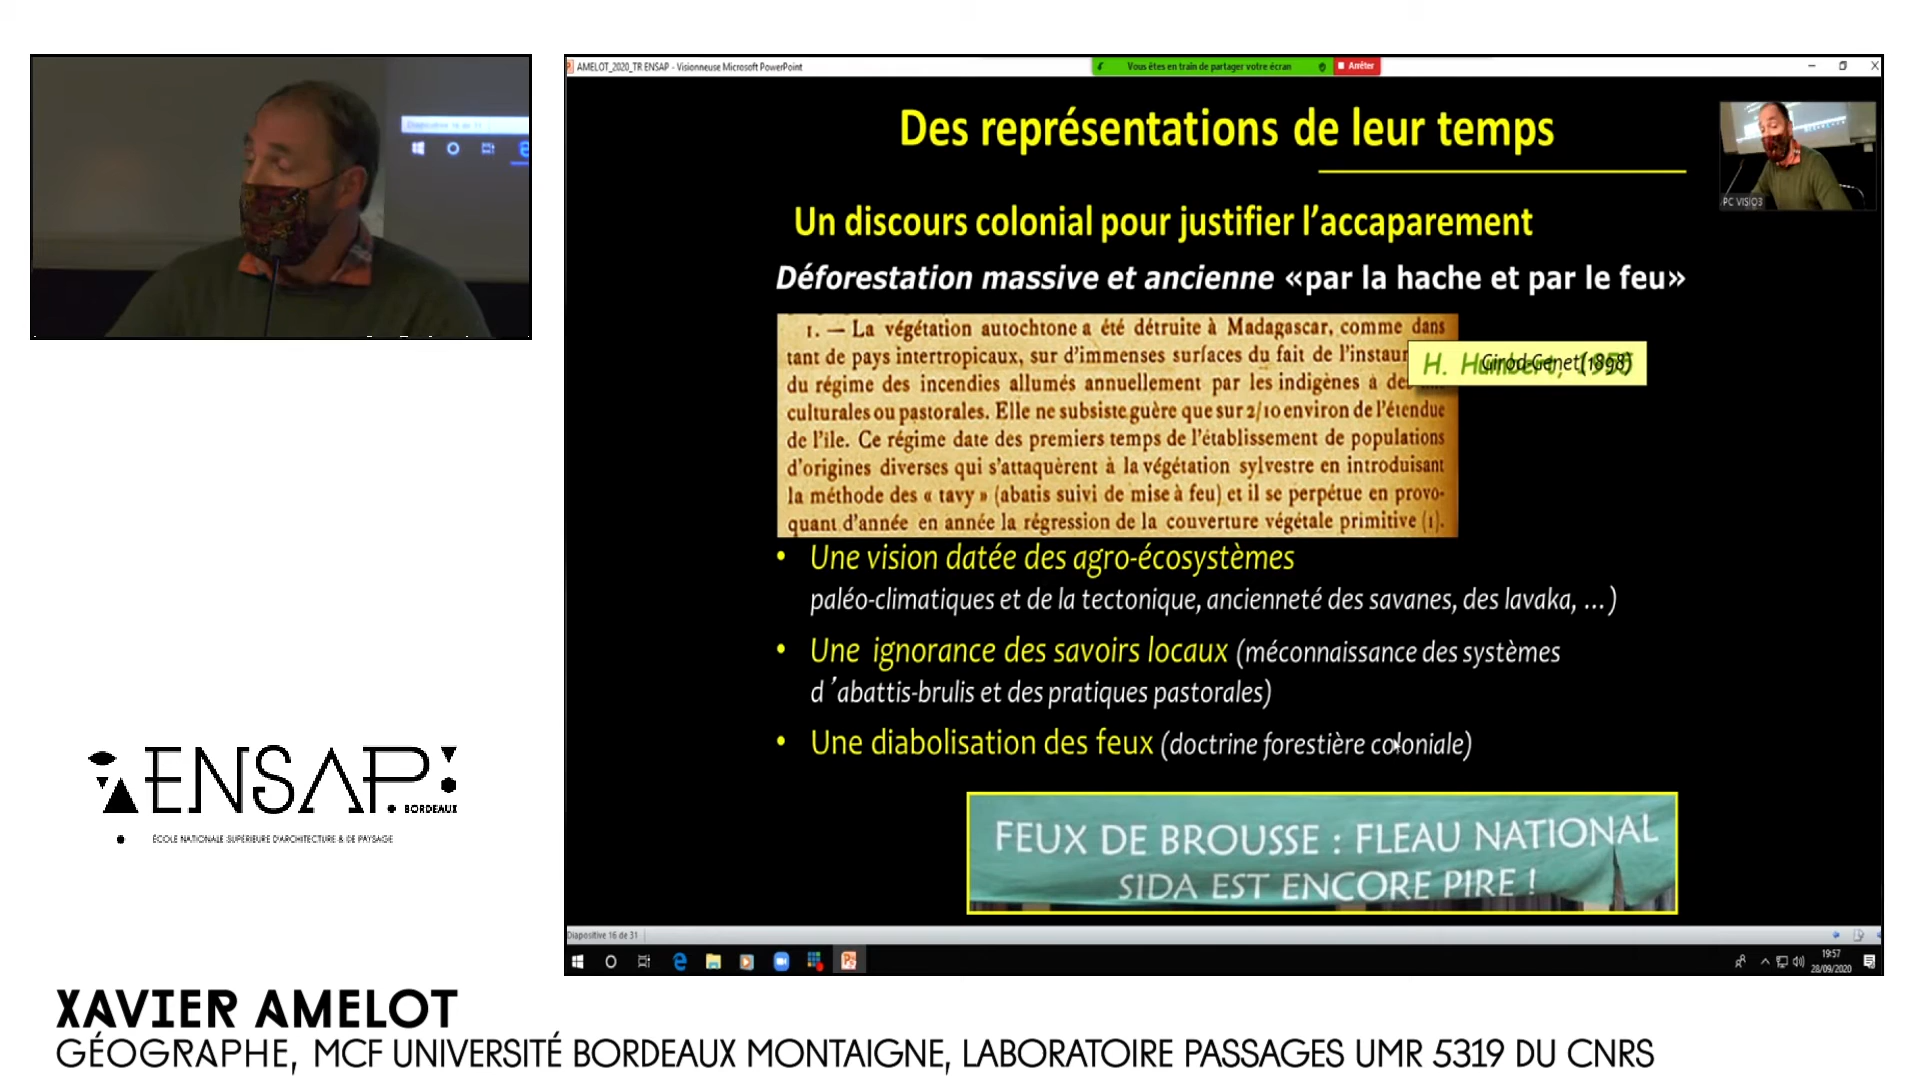 AMELOT_2020_TR ENSAP - Visionneuse Microsoft PowerPoint
Vous êtes en train de partager votre écran
Arrêter
Des représentations de leur temps
PC VISIO3
Un discours colonial pour justifier l'accaparement
Déforestation massive et ancienne «par la hache et par le feu»
1. — La végétation autochtone a été détruite à Madagascar, comme dans
tant de pays intertropicaux, sur d'immenses surfaces du fait de
du régime des incendies allumés annuellement par les indigènes à
culturales ou pastorales. Elle ne subsiste guère que sur 2/10 environ de l'étendue
de l'île. Ce régime date des premiers temps de l'établissement de populations
d'origines diverses qui s'attaquèrent à la végétation sylvestre en introduisant
la méthode des « tavy » (abatis suivi de mise à feu) et il se perpétue en provo-
quant d'année en année la régression de la couverture végétale primitive (1).
H. Humbert,
Girod-Genet (1898)
• Une vision datée des agro-écosystèmes
paléo-climatiques et de la tectonique, ancienneté des savanes, des lavaka, ...)
• Une ignorance des savoirs locaux (méconnaissance des systèmes
d'abattis-brulis et des pratiques pastorales)
• Une diabolisation des feux (doctrine forestière coloniale)
FEUX DE BROUSSE : FLEAU NATIONAL
SIDA EST ENCORE PIRE !
Diapositive 16 de 31
19:57
28/09/2020
ENSAP
BORDEAUX
ÉCOLE NATIONALE SUPÉRIEURE D'ARCHITECTURE & DE PAYSAGE
XAVIER AMELOT
GÉOGRAPHE, MCF UNIVERSITÉ BORDEAUX MONTAIGNE, LABORATOIRE PASSAGES UMR 5319 DU CNRS